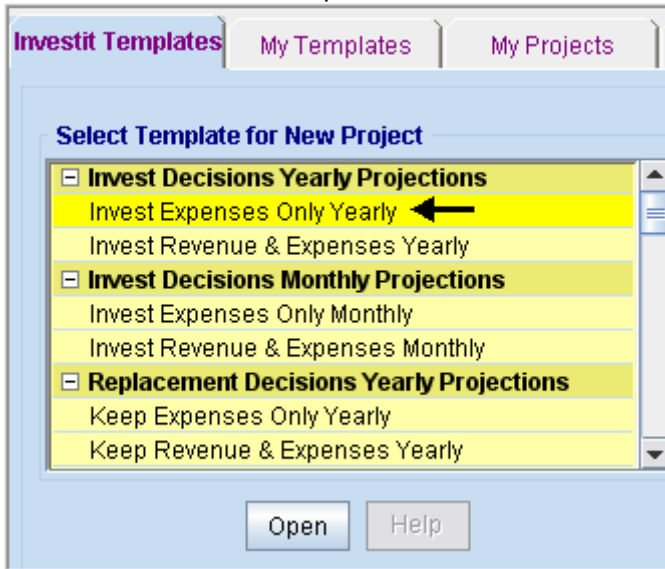 Investit Templates My Templates My Projects
Select Template for New Project
Invest Decisions Yearly Projections
Invest Expenses Only Yearly
Invest Revenue & Expenses Yearly
Invest Decisions Monthly Projections
Invest Expenses Only Monthly
Invest Revenue & Expenses Monthly
Replacement Decisions Yearly Projections
Keep Expenses Only Yearly
Keep Revenue & Expenses Yearly
Open Help